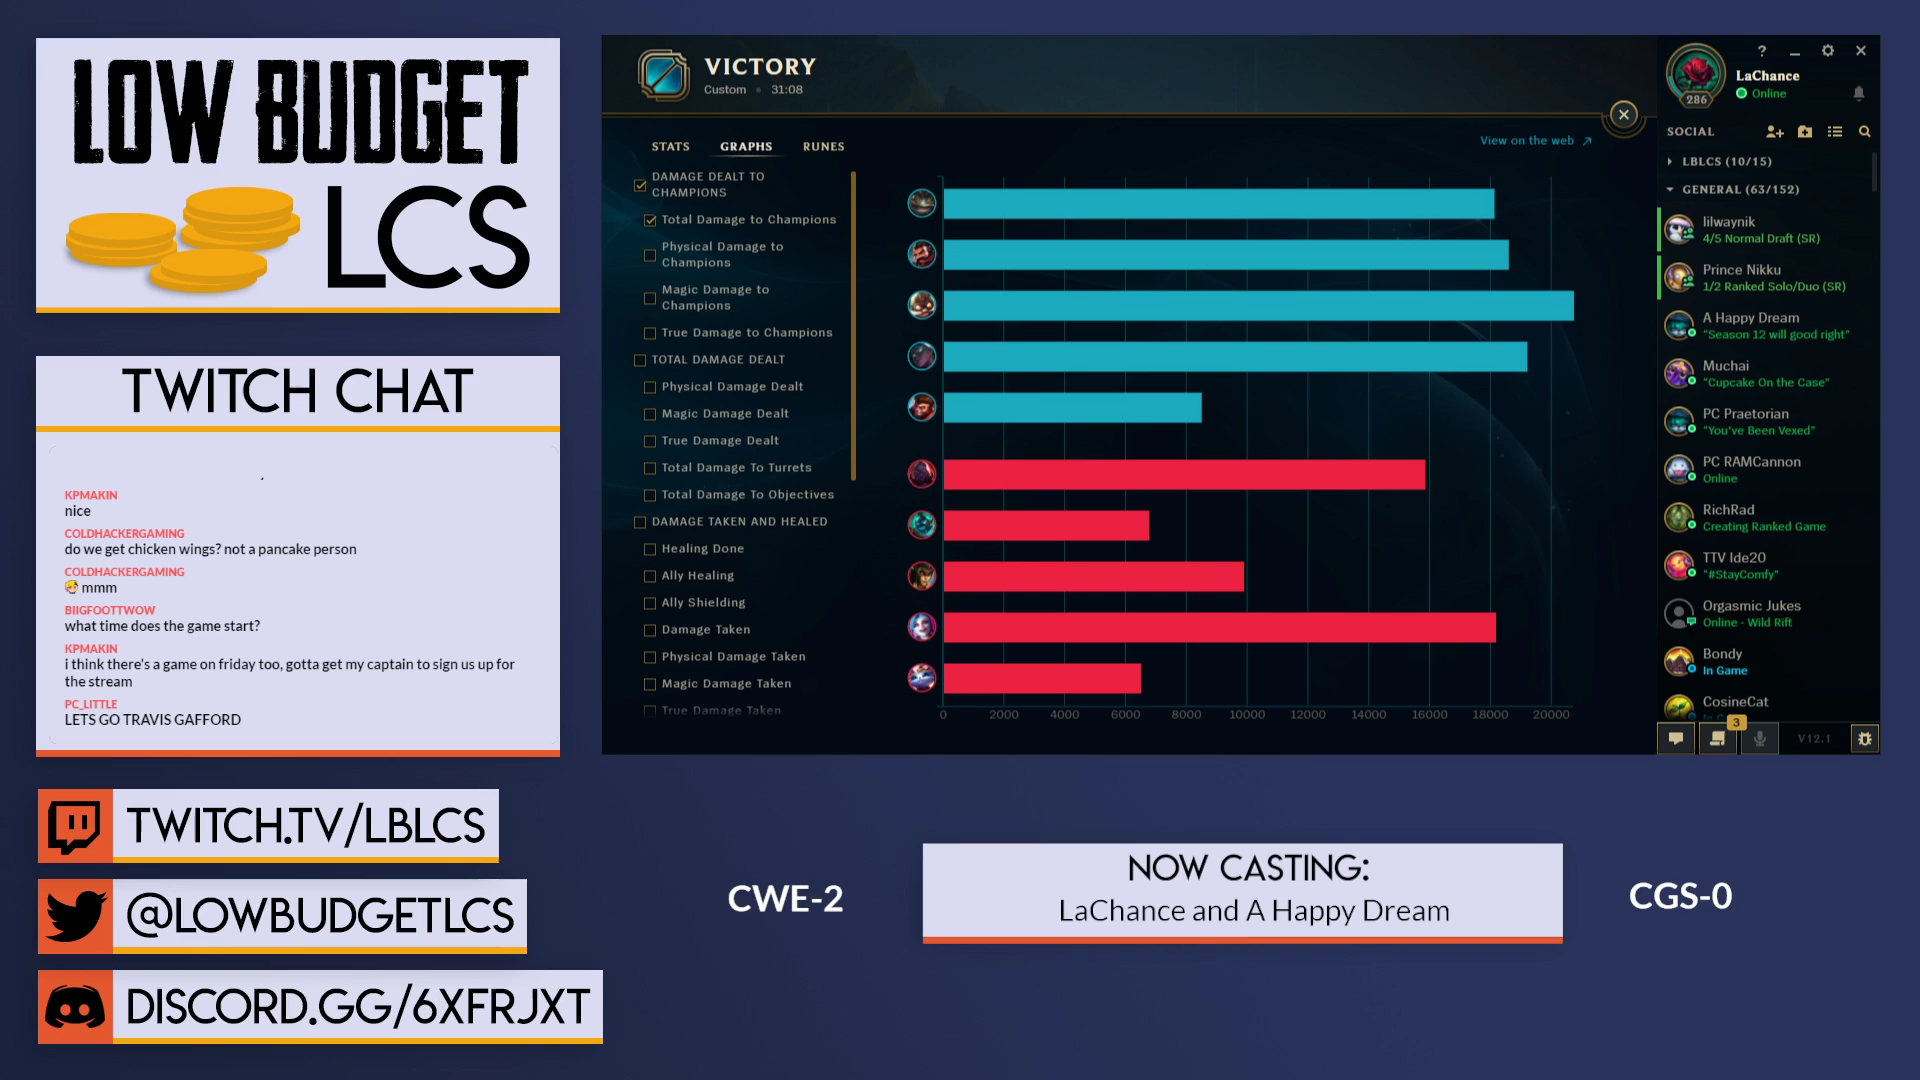 LOW BUDGET
LCS
TWITCH CHAT
KPMAKIN
nice
COLDHACKERGAMING
do we get chicken wings? not a pancake person
COLDHACKERGAMING
mmm
BIIGFOOTTWOW
what time does the game start?
KPMAKIN
i think there's a game on friday too, gotta get my captain to sign us up for
the stream
PC_LITTLE
LETS GO TRAVIS GAFFORD
TWITCH.TV/LBLCS
@LOWBUDGETLCS
DISCORD.GG/6XFRJXT
VICTORY
Custom • 31:08
STATS GRAPHS RUNES
View on the web
DAMAGE DEALT TO
CHAMPIONS
Total Damage to Champions
Physical Damage to
Champions
Magic Damage to
Champions
True Damage to Champions
TOTAL DAMAGE DEALT
Physical Damage Dealt
Magic Damage Dealt
True Damage Dealt
Total Damage To Turrets
Total Damage To Objectives
DAMAGE TAKEN AND HEALED
Healing Done
Ally Healing
Ally Shielding
Damage Taken
Physical Damage Taken
Magic Damage Taken
True Damage Taken
0 2000 4000 6000 8000 10000 12000 14000 16000 18000 20000
286
LaChance
Online
SOCIAL
LBLCS (10/15)
GENERAL (63/152)
lilwaynik
4/5 Normal Draft (SR)
Prince Nikku
1/2 Ranked Solo/Duo (SR)
A Happy Dream
"Season 12 will good right"
Muchai
"Cupcake On the Case"
PC Praetorian
"You've Been Vexed"
PC RAMCannon
Online
RichRad
Creating Ranked Game
TTV Ide20
"#StayComfy"
Orgasmic Jukes
Online - Wild Rift
Bondy
In Game
CosineCat
3
V12.1
CWE-2
NOW CASTING:
LaChance and A Happy Dream
CGS-0